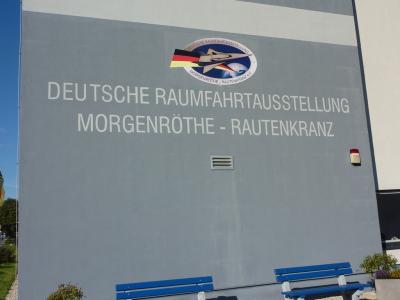 DEUTSCHE RAUMFAHRTAUSSTELLUNG
MORGENRÖTHE - RAUTENKRANZ